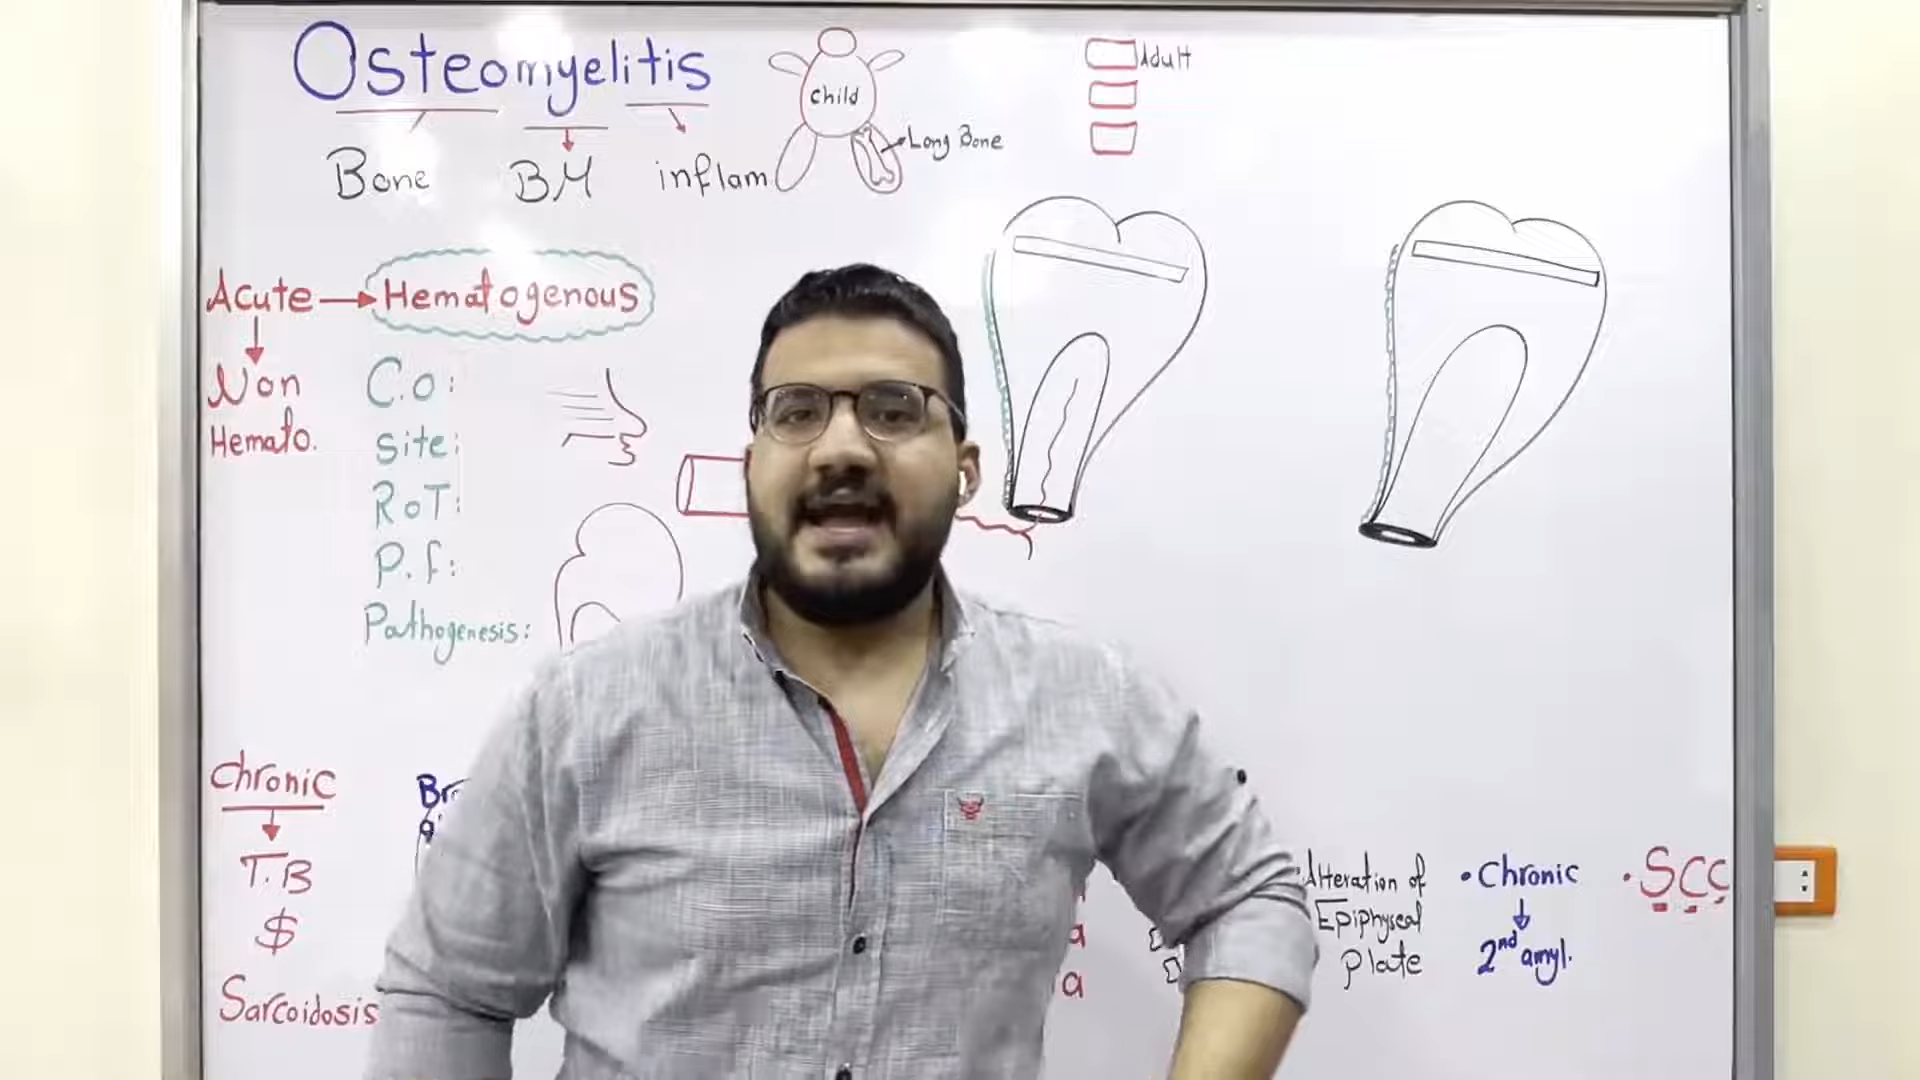 Osteomyelitis
Bone BM inflam
child
Long Bone
Adult
Acute → Hematogenous
Non
Hemato.
C.o:
Site:
RoT:
P.f:
Pathogenesis:
Chronic
T.B
$
Sarcoidosis
Alteration of
Epiphyseal
plate
• Chronic
2nd amyl.
• SCC